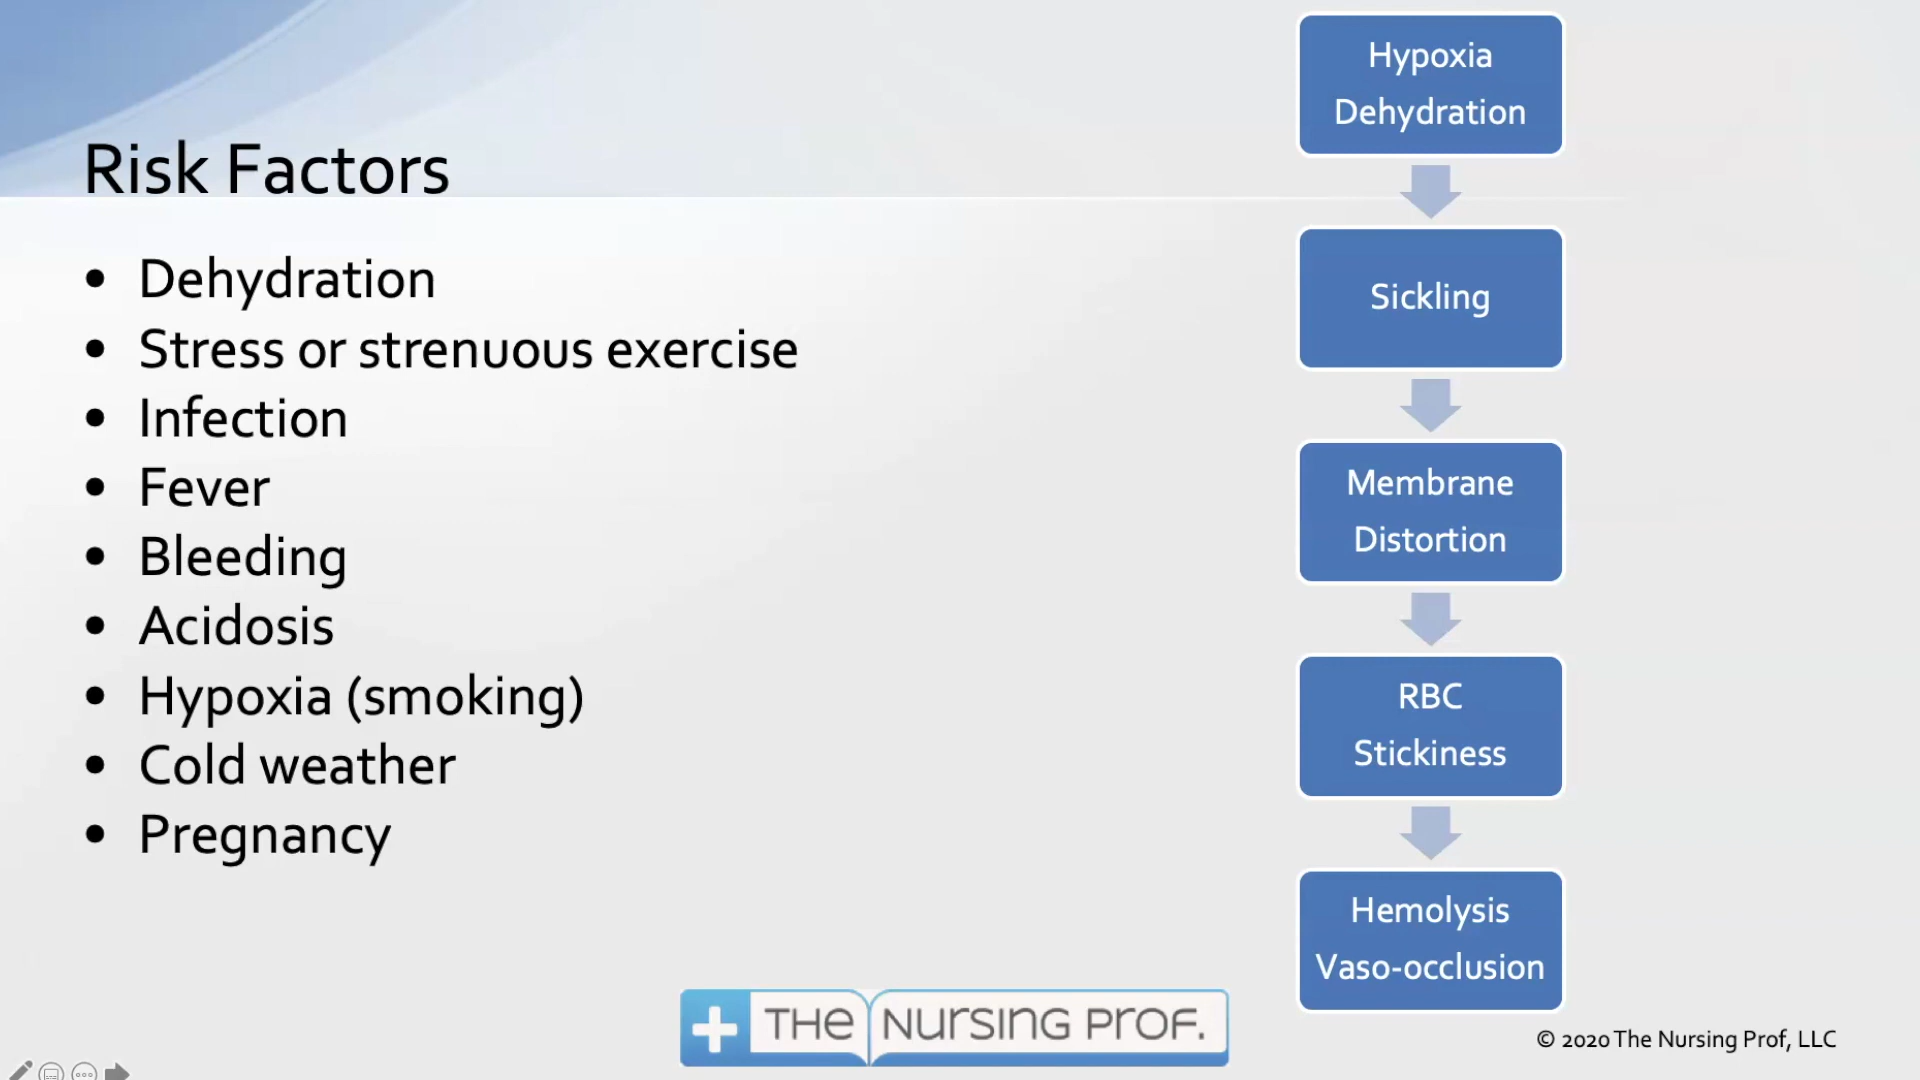 Risk Factors
• Dehydration
• Stress or strenuous exercise
• Infection
• Fever
• Bleeding
• Acidosis
• Hypoxia (smoking)
• Cold weather
• Pregnancy
Hypoxia
Dehydration
Sickling
Membrane
Distortion
RBC
Stickiness
Hemolysis
Vaso-occlusion
THE NURSING PROF.
© 2020 The Nursing Prof, LLC